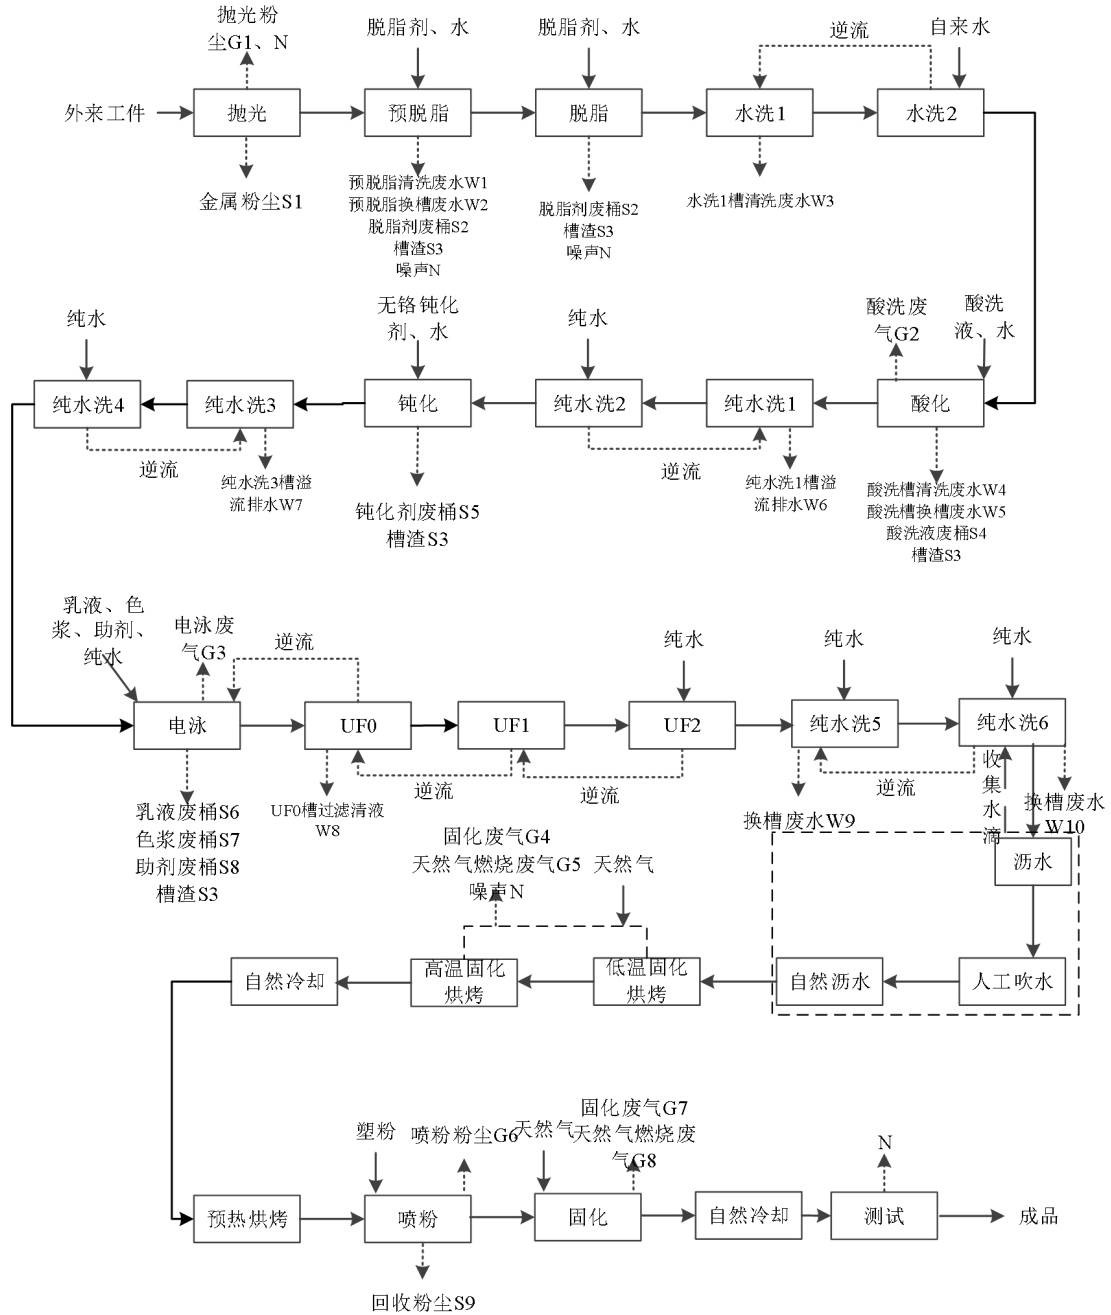 抛光粉
尘G1、N
脱脂剂、水
脱脂剂、水
逆流
自来水
外来工件
抛光
预脱脂
脱脂
水洗1
水洗2
金属粉尘S1
预脱脂清洗废水W1
预脱脂换槽废水W2
脱脂剂废桶S2
槽渣S3
噪声N
脱脂剂废桶S2
槽渣S3
噪声N
水洗1槽清洗废水W3
纯水
无铬钝化
剂、水
纯水
酸洗废
气G2
酸洗
液、水
纯水洗4
纯水洗3
钝化
纯水洗2
纯水洗1
酸化
逆流
纯水洗3槽溢
流排水W7
钝化剂废桶S5
槽渣S3
逆流
纯水洗1槽溢
流排水W6
酸洗槽清洗废水W4
酸洗槽换槽废水W5
酸洗液废桶S4
槽渣S3
乳液、色
浆、助剂、
纯水
电泳废
气G3
逆流
纯水
纯水
纯水
电泳
UF0
UF1
UF2
纯水洗5
纯水洗6
乳液废桶S6
色浆废桶S7
助剂废桶S8
槽渣S3
UF0槽过滤清液
W8
逆流
逆流
换槽废水W9
逆流
收集水滴
换槽废水
W10
固化废气G4
天然气燃烧废气G5
噪声N
天然气
沥水
自然冷却
高温固化
烘烤
低温固化
烘烤
自然沥水
人工吹水
塑粉
喷粉粉尘G6
天然气
固化废气G7
天然气燃烧废
气G8
N
预热烘烤
喷粉
固化
自然冷却
测试
成品
回收粉尘S9